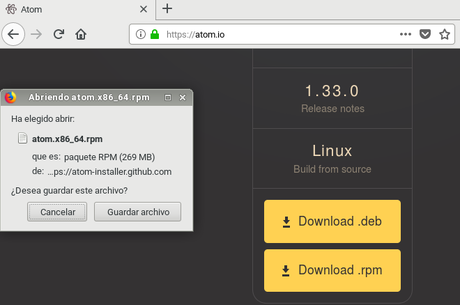 Atom
https://atom.io
1.33.0
Release notes
Linux
Build from source
Download .deb
Download .rpm
Abriendo atom.x86_64.rpm
Ha elegido abrir:
atom.x86_64.rpm
que es: paquete RPM (269 MB)
de: ...ps://atom-installer.github.com
¿Desea guardar este archivo?
Cancelar
Guardar archivo